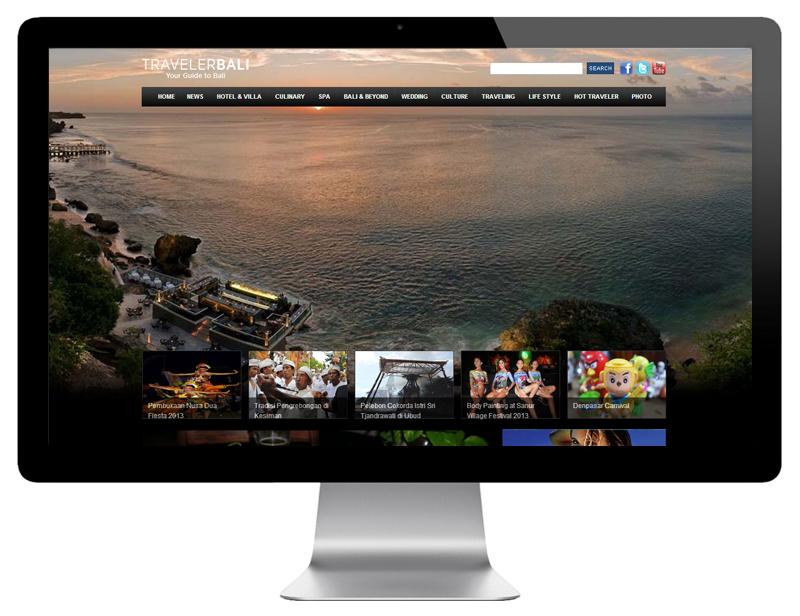 TRAVELERBALI
Your Guide to Bali
SEARCH
f
t
You
Tube
HOME NEWS HOTEL & VILLA CULINARY SPA BALI & BEYOND WEDDING CULTURE TRAVELING LIFE STYLE HOT TRAVELER PHOTO
Pembukaan Nusa Dua
Fiesta 2013
Tradisi Pengrebongan di
Kesiman
Pelebon Cokorda Istri Sri
Tjandrawati di Ubud
Body Painting at Sanur
Village Festival 2013
Denpasar Carnival